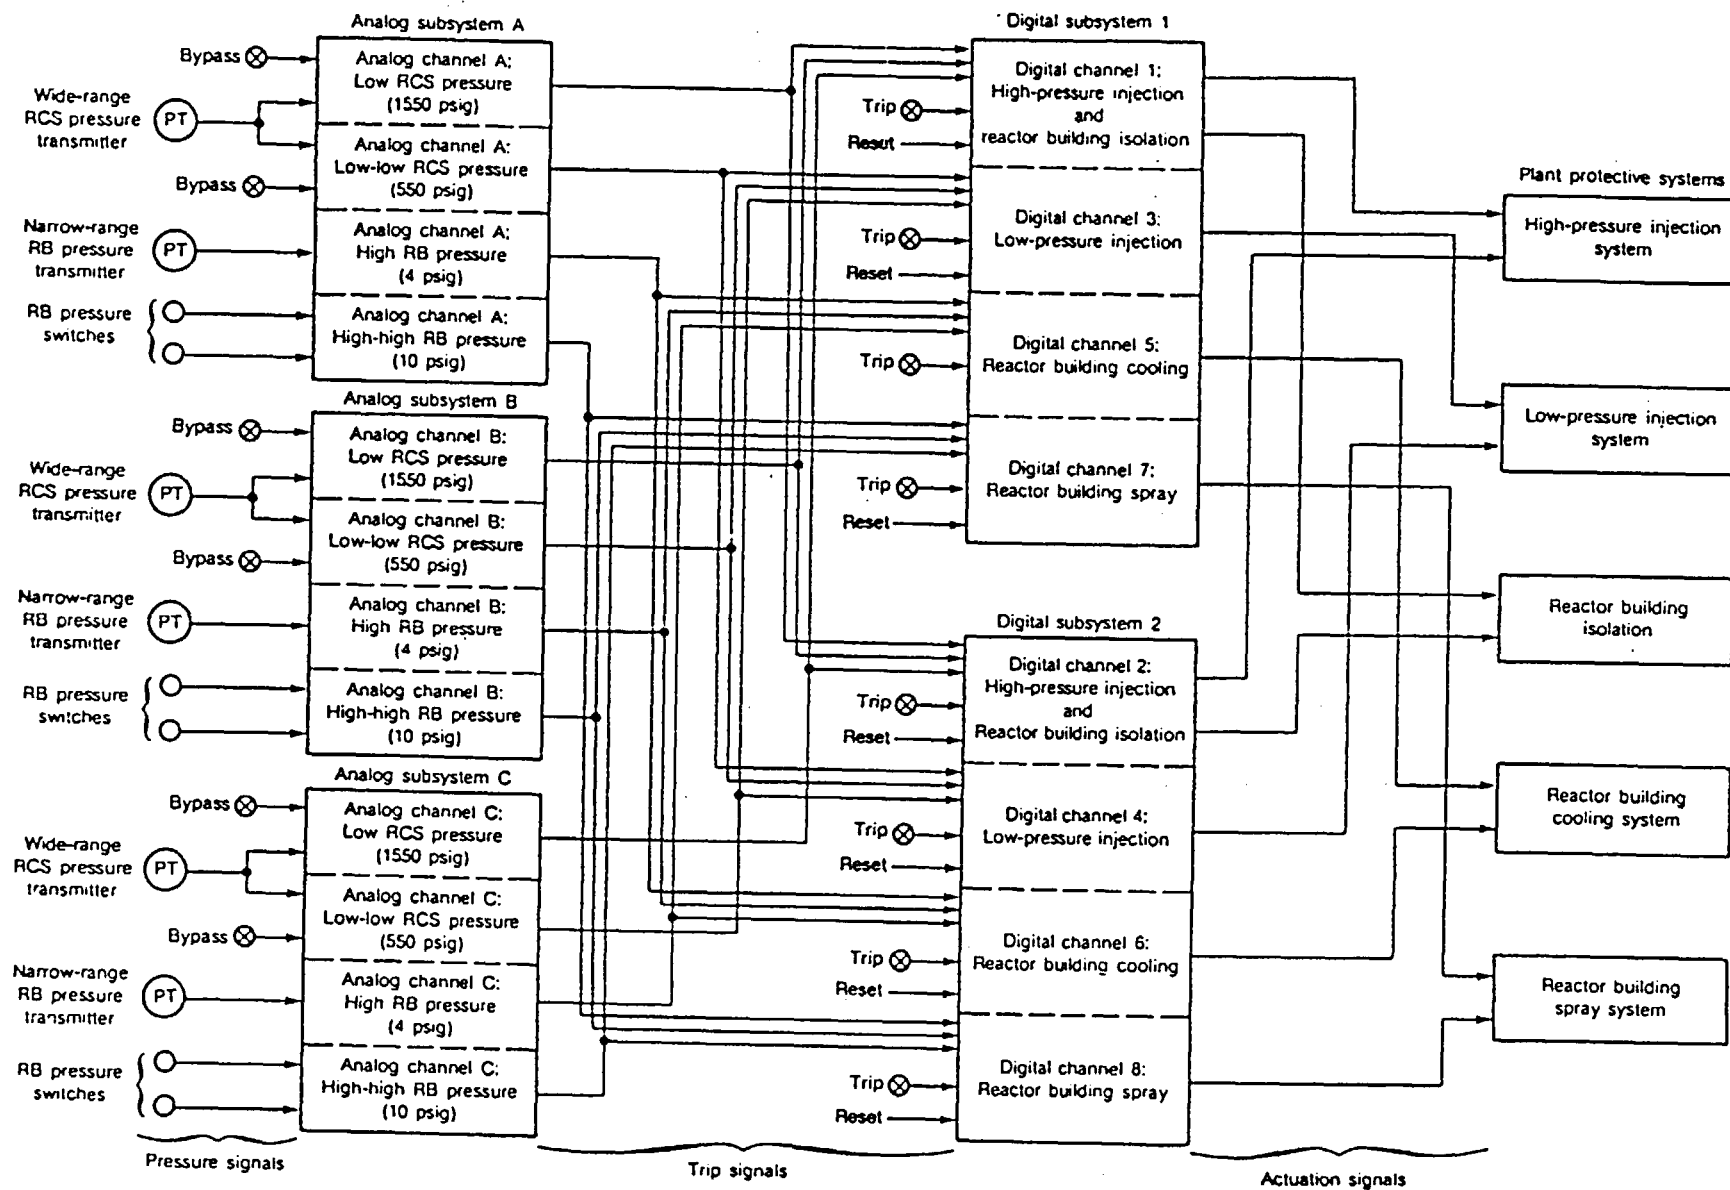 Analog subsystem A
Bypass
Analog channel A:
Low RCS pressure
(1550 psig)
Wide-range
RCS pressure
transmitter
PT
Analog channel A:
Low-low RCS pressure
(550 psig)
Bypass
Narrow-range
RB pressure
transmitter
PT
Analog channel A:
High RB pressure
(4 psig)
RB pressure
switches
Analog channel A:
High-high RB pressure
(10 psig)
Analog subsystem B
Bypass
Analog channel B:
Low RCS pressure
(1550 psig)
Wide-range
RCS pressure
transmitter
PT
Analog channel B:
Low-low RCS pressure
(550 psig)
Bypass
Narrow-range
RB pressure
transmitter
PT
Analog channel B:
High RB pressure
(4 psig)
RB pressure
switches
Analog channel B:
High-high RB pressure
(10 psig)
Analog subsystem C
Bypass
Analog channel C:
Low RCS pressure
(1550 psig)
Wide-range
RCS pressure
transmitter
PT
Analog channel C:
Low-low RCS pressure
(550 psig)
Bypass
Narrow-range
RB pressure
transmitter
PT
Analog channel C:
High RB pressure
(4 psig)
RB pressure
switches
Analog channel C:
High-high RB pressure
(10 psig)
Digital subsystem 1
Digital channel 1:
High-pressure injection
and
reactor building isolation
Trip
Reset
Digital channel 3:
Low-pressure injection
Trip
Reset
Digital channel 5:
Reactor building cooling
Trip
Digital channel 7:
Reactor building spray
Trip
Reset
Digital subsystem 2
Digital channel 2:
High-pressure injection
and
Reactor building isolation
Trip
Reset
Digital channel 4:
Low-pressure injection
Trip
Reset
Digital channel 6:
Reactor building cooling
Trip
Reset
Digital channel 8:
Reactor building spray
Trip
Reset
Plant protective systems
High-pressure injection
system
Low-pressure injection
system
Reactor building
isolation
Reactor building
cooling system
Reactor building
spray system
Pressure signals
Trip signals
Actuation signals